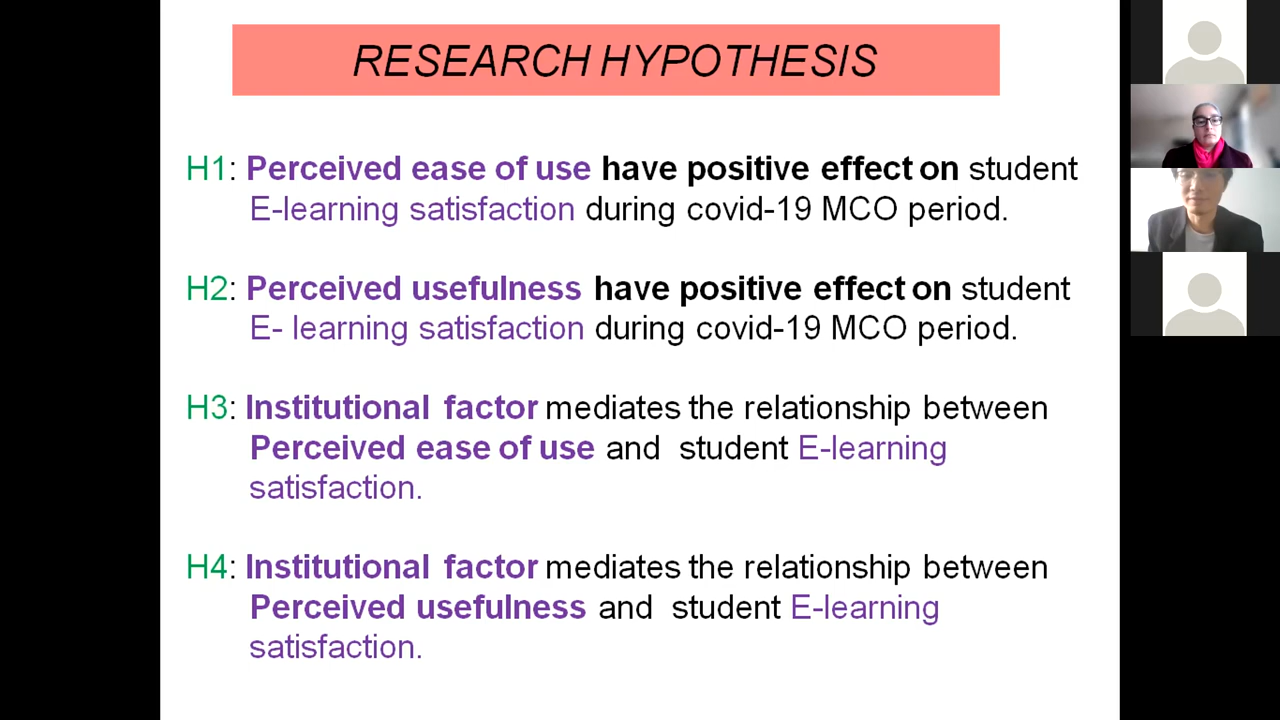 RESEARCH HYPOTHESIS
H1: Perceived ease of use have positive effect on student
E-learning satisfaction during covid-19 MCO period.
H2: Perceived usefulness have positive effect on student
E- learning satisfaction during covid-19 MCO period.
H3: Institutional factor mediates the relationship between
Perceived ease of use and student E-learning
satisfaction.
H4: Institutional factor mediates the relationship between
Perceived usefulness and student E-learning
satisfaction.